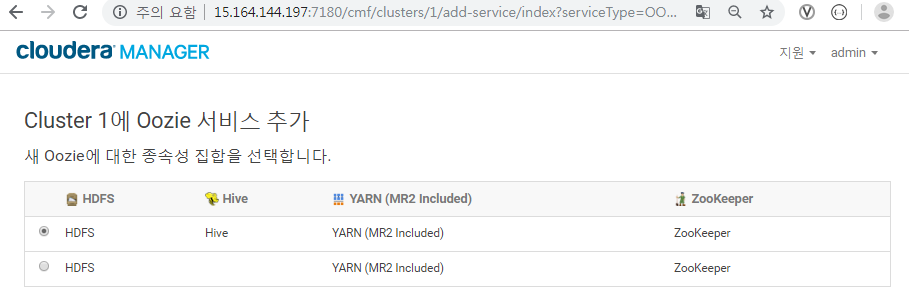 주의 요함 15.164.144.197:7180/cmf/clusters/1/add-service/index?serviceType=OO...
cloudera MANAGER 지원 admin
Cluster 1에 Oozie 서비스 추가
새 Oozie에 대한 종속성 집합을 선택합니다.
HDFS Hive YARN (MR2 Included) ZooKeeper
HDFS Hive YARN (MR2 Included) ZooKeeper
HDFS YARN (MR2 Included) ZooKeeper